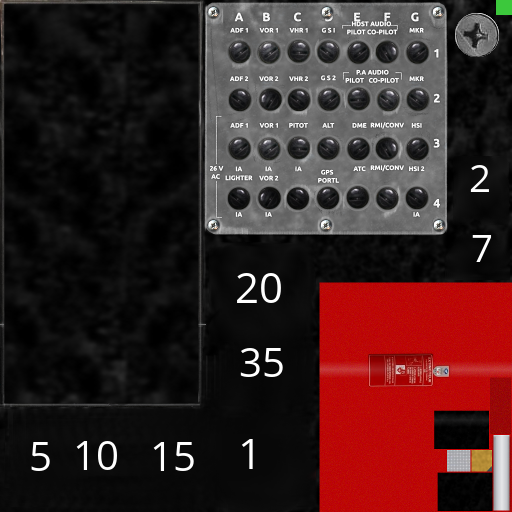 A B C D E F G
HDST AUDIO
ADF 1 VOR 1 VHR 1 G S I PILOT CO-PILOT MKR
1
P.A AUDIO
ADF 2 VOR 2 VHR 2 G S 2 PILOT CO-PILOT MKR
2
ADF 1 VOR 1 PITOT ALT DME RMI/CONV HSI
3
26 V AC
IA IA IA GPS ATC RMI/CONV HSI 2
LIGHTER VOR 2 PORTL
4
IA IA IA
2
7
20
35
5 10 15 1